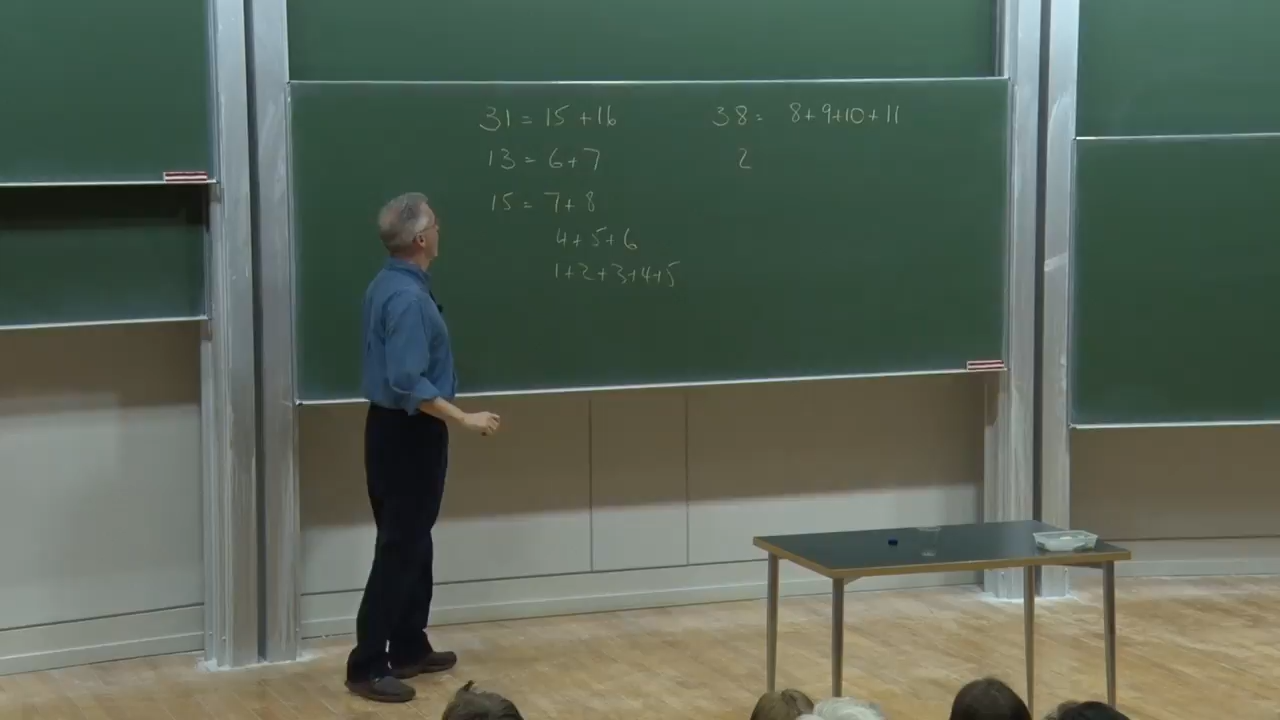 31 = 15 + 16
13 = 6 + 7
15 = 7 + 8
4 + 5 + 6
1 + 2 + 3 + 4 + 5
38 = 8 + 9 + 10 + 11
2